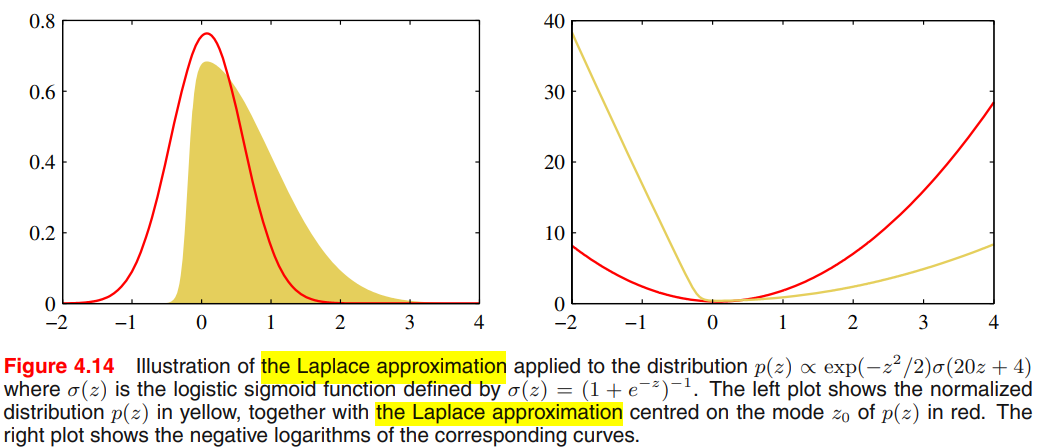 0.8
0.6
0.4
0.2
0
−2 −1 0 1 2 3 4
40
30
20
10
0
−2 −1 0 1 2 3 4
Figure 4.14 Illustration of the Laplace approximation applied to the distribution p(z) ∝ exp(−z²/2)σ(20z + 4)
where σ(z) is the logistic sigmoid function defined by σ(z) = (1 + e⁻ᶻ)⁻¹. The left plot shows the normalized
distribution p(z) in yellow, together with the Laplace approximation centred on the mode z₀ of p(z) in red. The
right plot shows the negative logarithms of the corresponding curves.